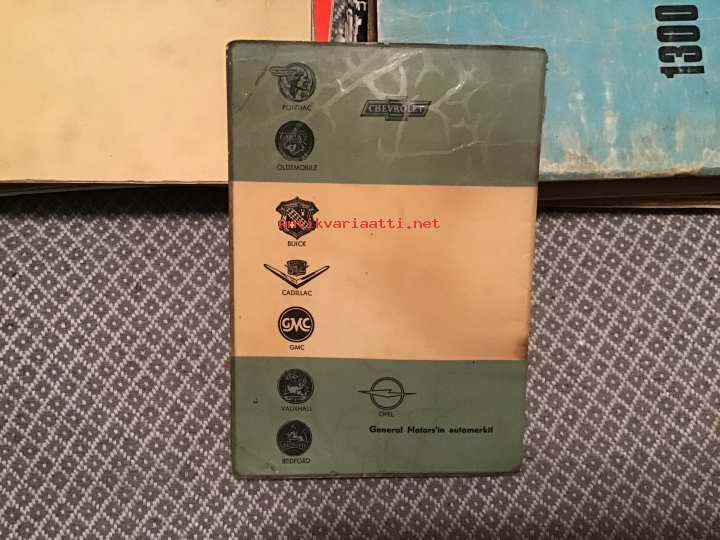 1300
PONTIAC
CHEVROLET
OLDSMOBILE
Antikvariaatti.net
BUICK
CADILLAC
GMC
GMC
VAUXHALL
OPEL
General Motors'in automerkit
BEDFORD